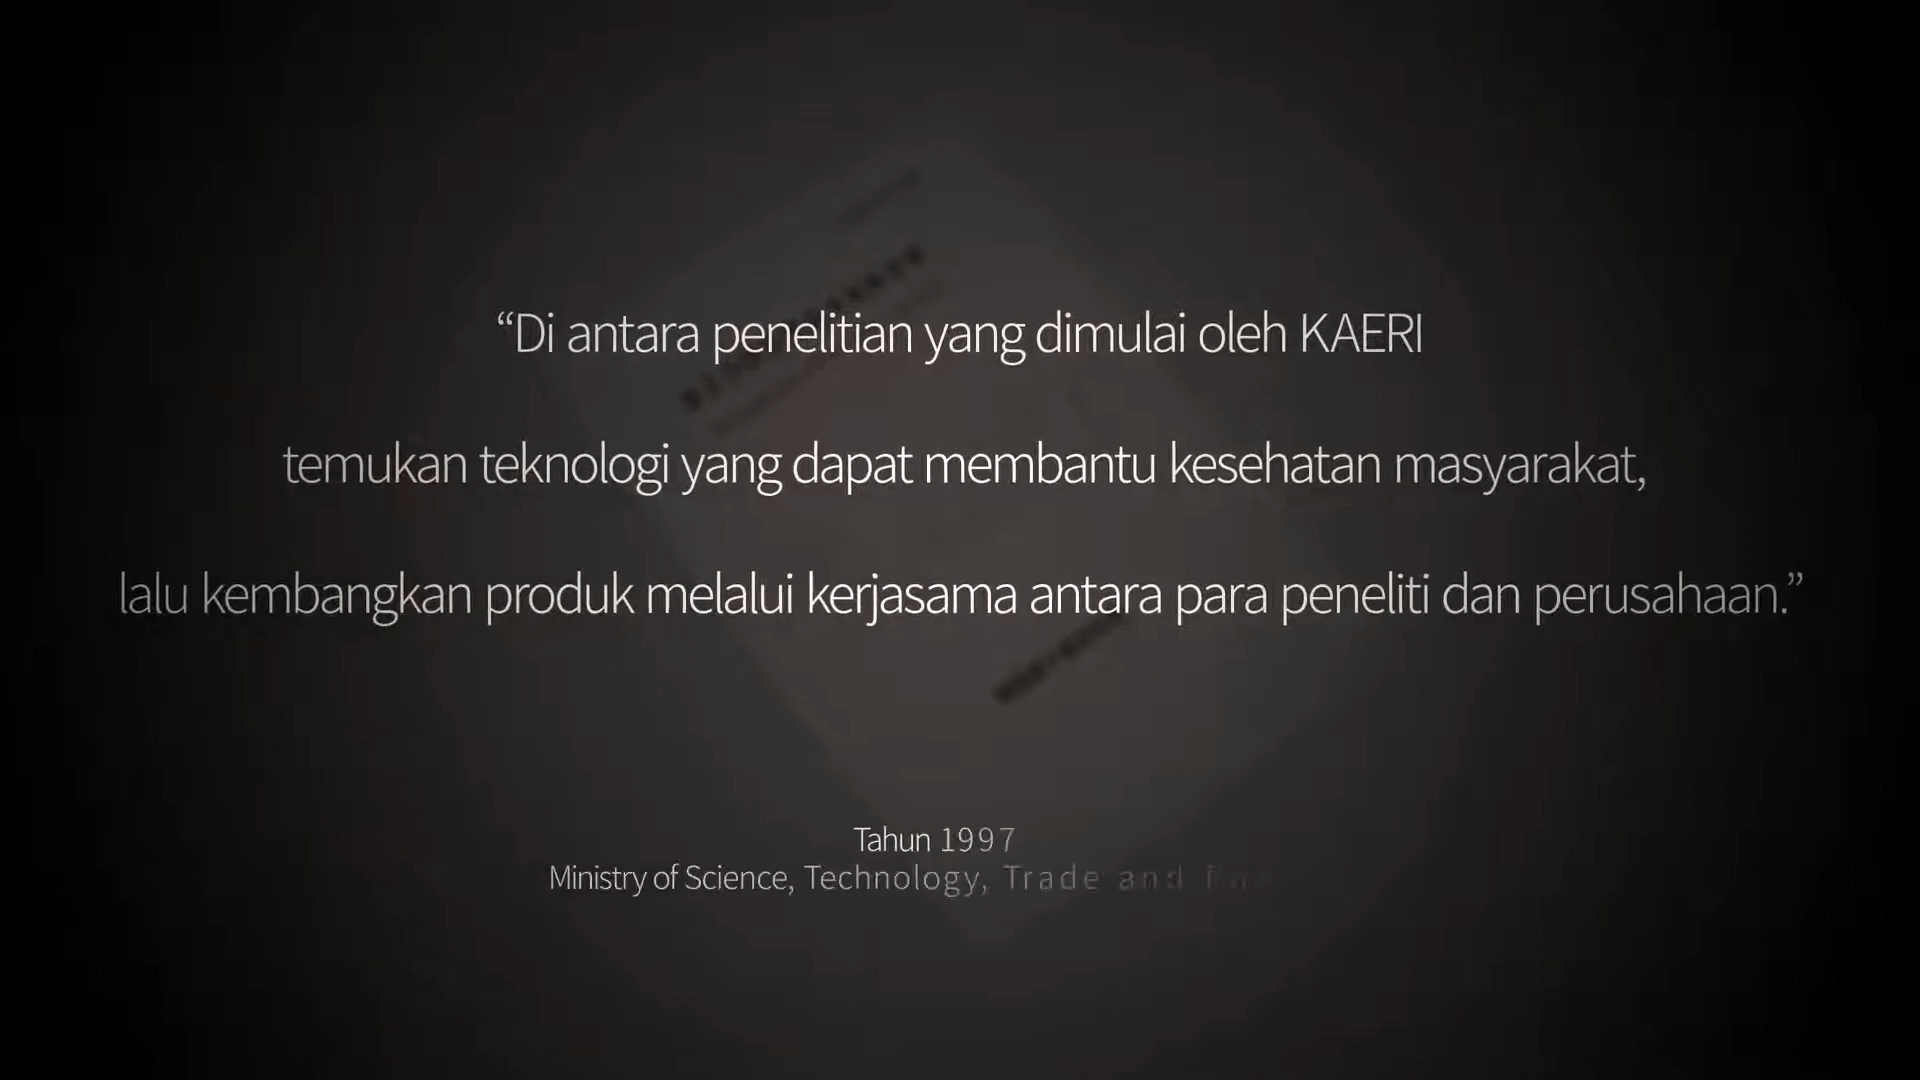 “Di antara penelitian yang dimulai oleh KAERI
temukan teknologi yang dapat membantu kesehatan masyarakat,
lalu kembangkan produk melalui kerjasama antara para peneliti dan perusahaan.”
Tahun 1997
Ministry of Science, Technology, Trade and